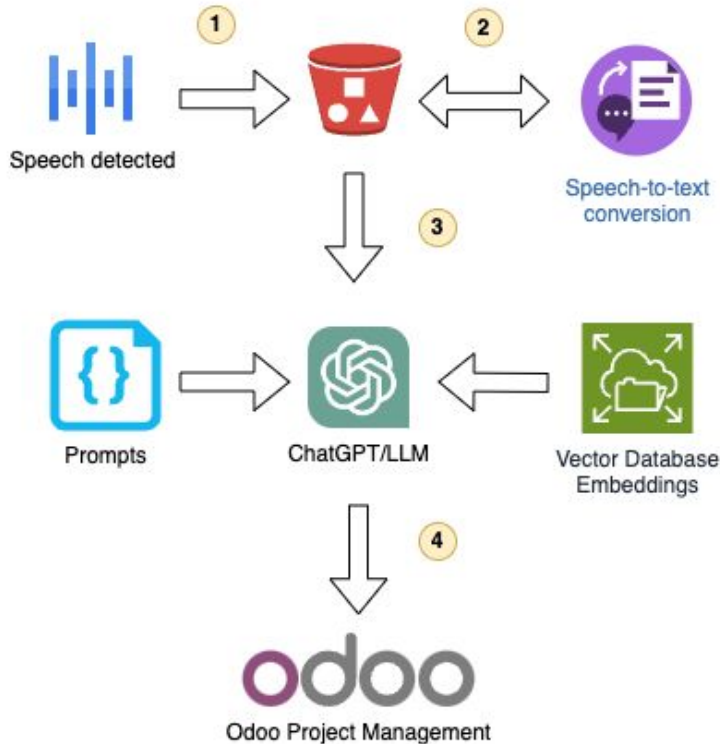 1
2
Speech detected
Speech-to-text
conversion
3
{}
Prompts
ChatGPT/LLM
Vector Database
Embeddings
4
odoo
Odoo Project Management